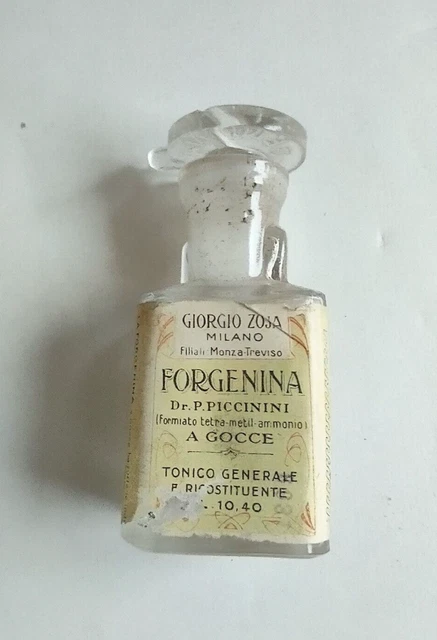 GIORGIO ZOJA
MILANO
Filiali Monza-Treviso
FORGENINA
Dr. P. PICCININI
(Formiato tetra-metil-ammonio)
A GOCCE
TONICO GENERALE
E RICOSTITUENTE
L. 10,40